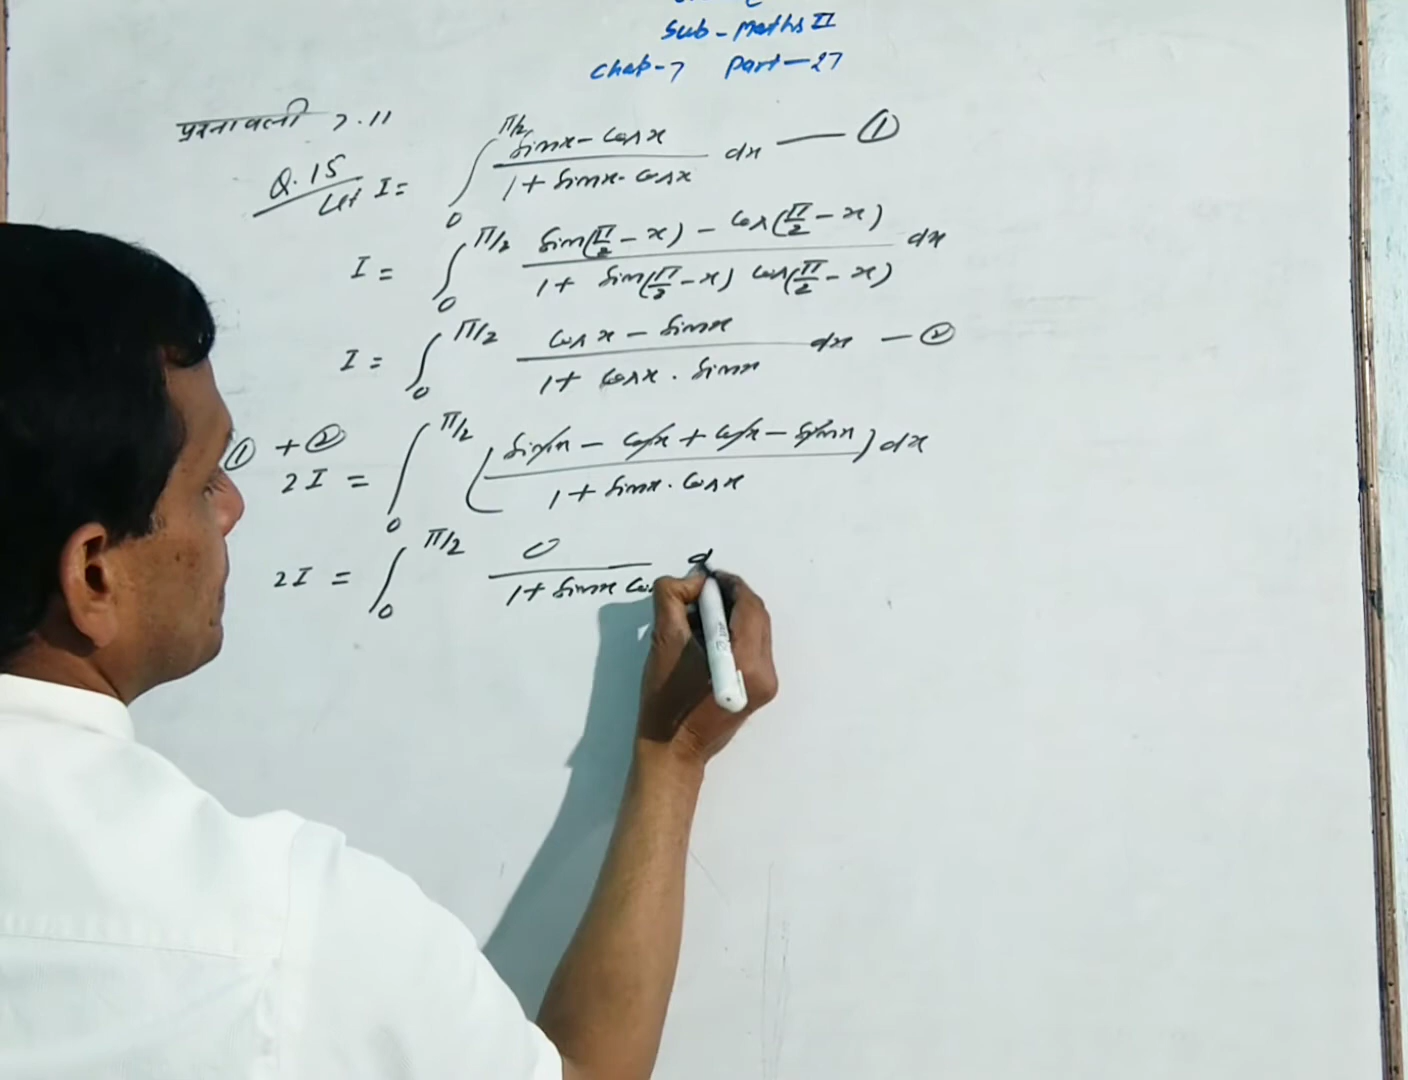 Sub - Maths II
Chap-7 Part-27
प्रश्नावली 7.11
Q.15
Let I = ∫₀^π/2 (sinx - cosx)/(1 + sinx·cosx) dx — ①
I = ∫₀^π/2 (sin(π/2 - x) - cos(π/2 - x))/(1 + sin(π/2 - x) cos(π/2 - x)) dx
I = ∫₀^π/2 (cosx - sinx)/(1 + cosx · sinx) dx — ②
① + ②
2I = ∫₀^π/2 ((sinx - cosx + cosx - sinx)/(1 + sinx · cosx)) dx
2I = ∫₀^π/2 0/(1 + sinx cos d